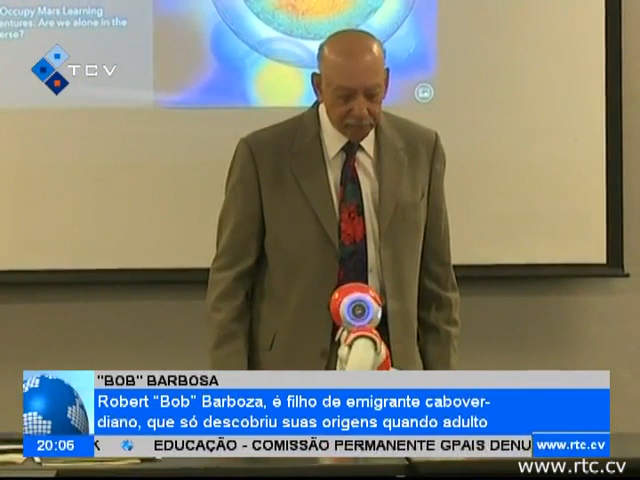 Occupy Mars Learning
entures: Are we alone in the
erse?
TCV
"BOB" BARBOSA
Robert "Bob" Barboza, é filho de emigrante cabover-
diano, que só descobriu suas origens quando adulto
20:06
K EDUCAÇÃO - COMISSÃO PERMANENTE GPAIS DENU
www.rtc.cv
www.rtc.cv